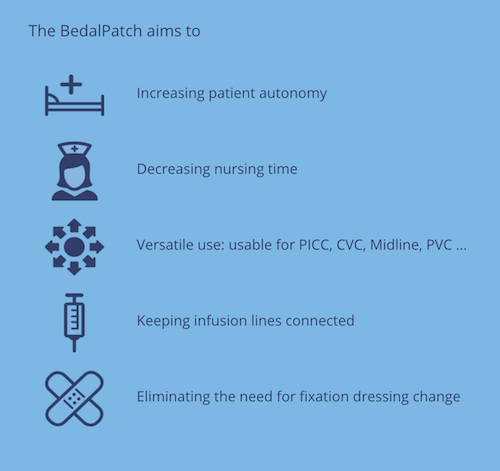 The BedalPatch aims to
Increasing patient autonomy
Decreasing nursing time
Versatile use: usable for PICC, CVC, Midline, PVC ...
Keeping infusion lines connected
Eliminating the need for fixation dressing change